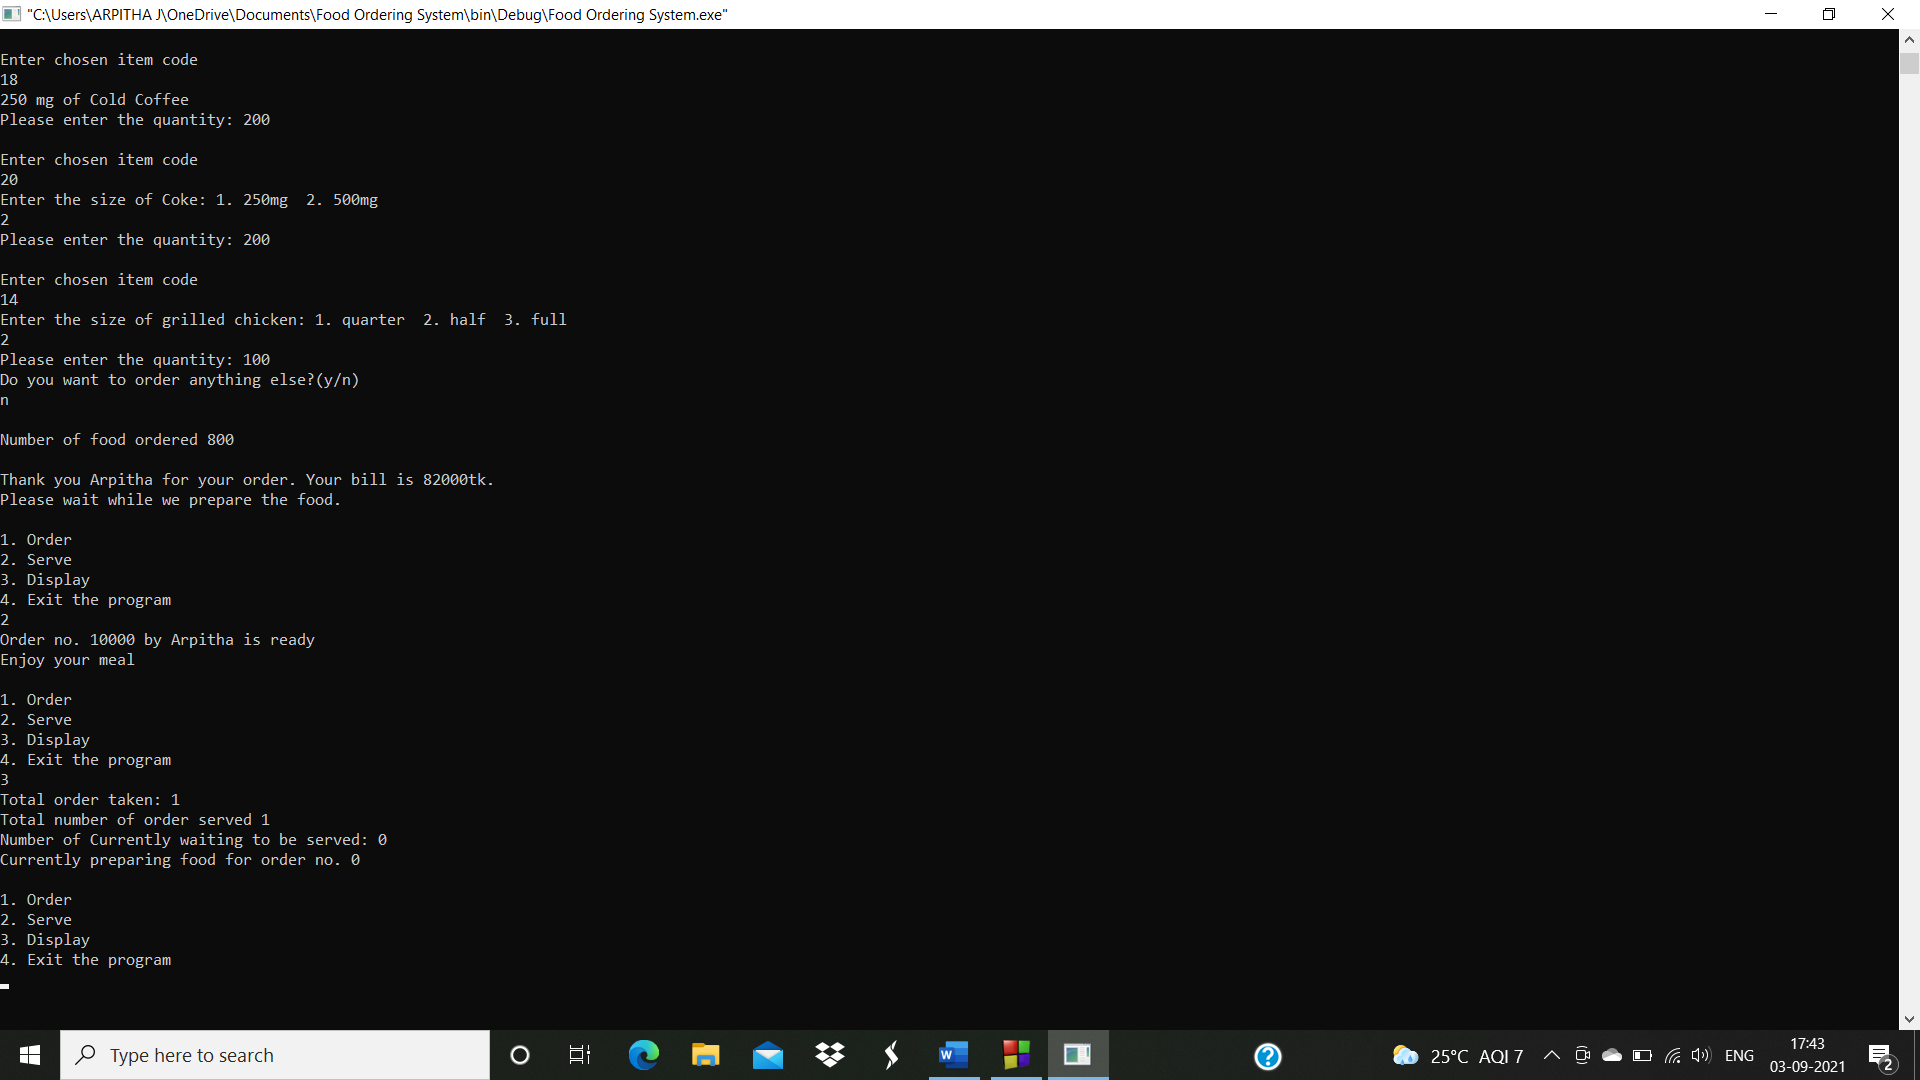 "C:\Users\ARPITHA J\OneDrive\Documents\Food Ordering System\bin\Debug\Food Ordering System.exe"
Enter chosen item code
18
250 mg of Cold Coffee
Please enter the quantity: 200
Enter chosen item code
20
Enter the size of Coke: 1. 250mg  2. 500mg
2
Please enter the quantity: 200
Enter chosen item code
14
Enter the size of grilled chicken: 1. quarter  2. half  3. full
2
Please enter the quantity: 100
Do you want to order anything else?(y/n)
n
Number of food ordered 800
Thank you Arpitha for your order. Your bill is 82000tk.
Please wait while we prepare the food.
1. Order
2. Serve
3. Display
4. Exit the program
2
Order no. 10000 by Arpitha is ready
Enjoy your meal
1. Order
2. Serve
3. Display
4. Exit the program
3
Total order taken: 1
Total number of order served 1
Number of Currently waiting to be served: 0
Currently preparing food for order no. 0
1. Order
2. Serve
3. Display
4. Exit the program
Type here to search
W
?
25°C AQI 7
ENG
17:43
03-09-2021
2